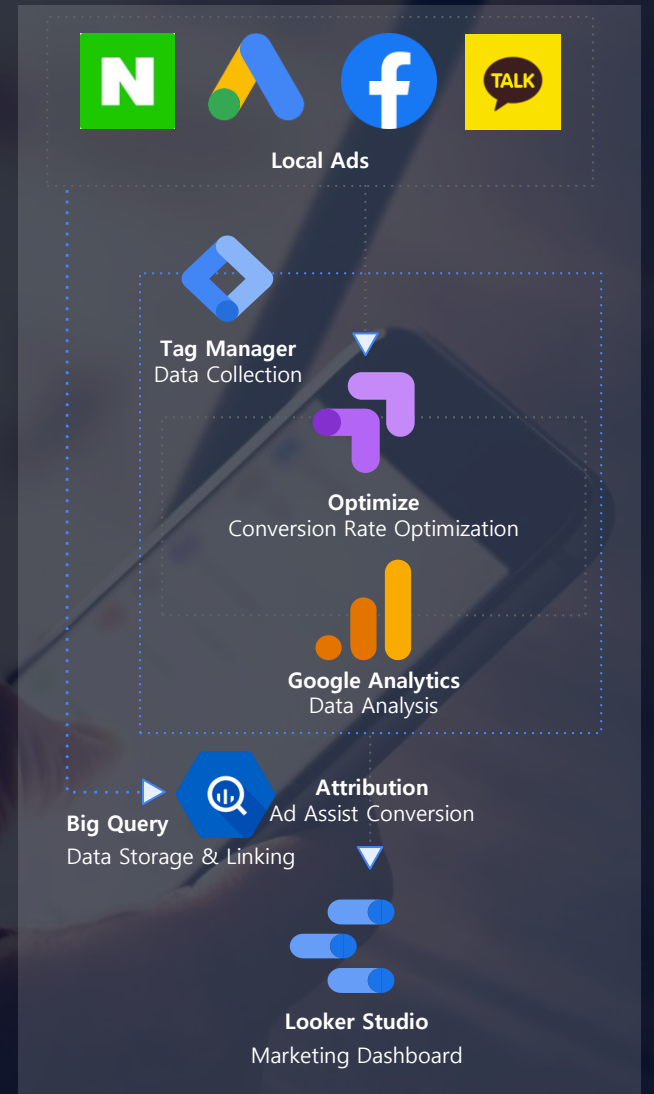 N
TALK
Local Ads
Tag Manager
Data Collection
Optimize
Conversion Rate Optimization
Google Analytics
Data Analysis
Attribution
Ad Assist Conversion
Big Query
Data Storage & Linking
Looker Studio
Marketing Dashboard